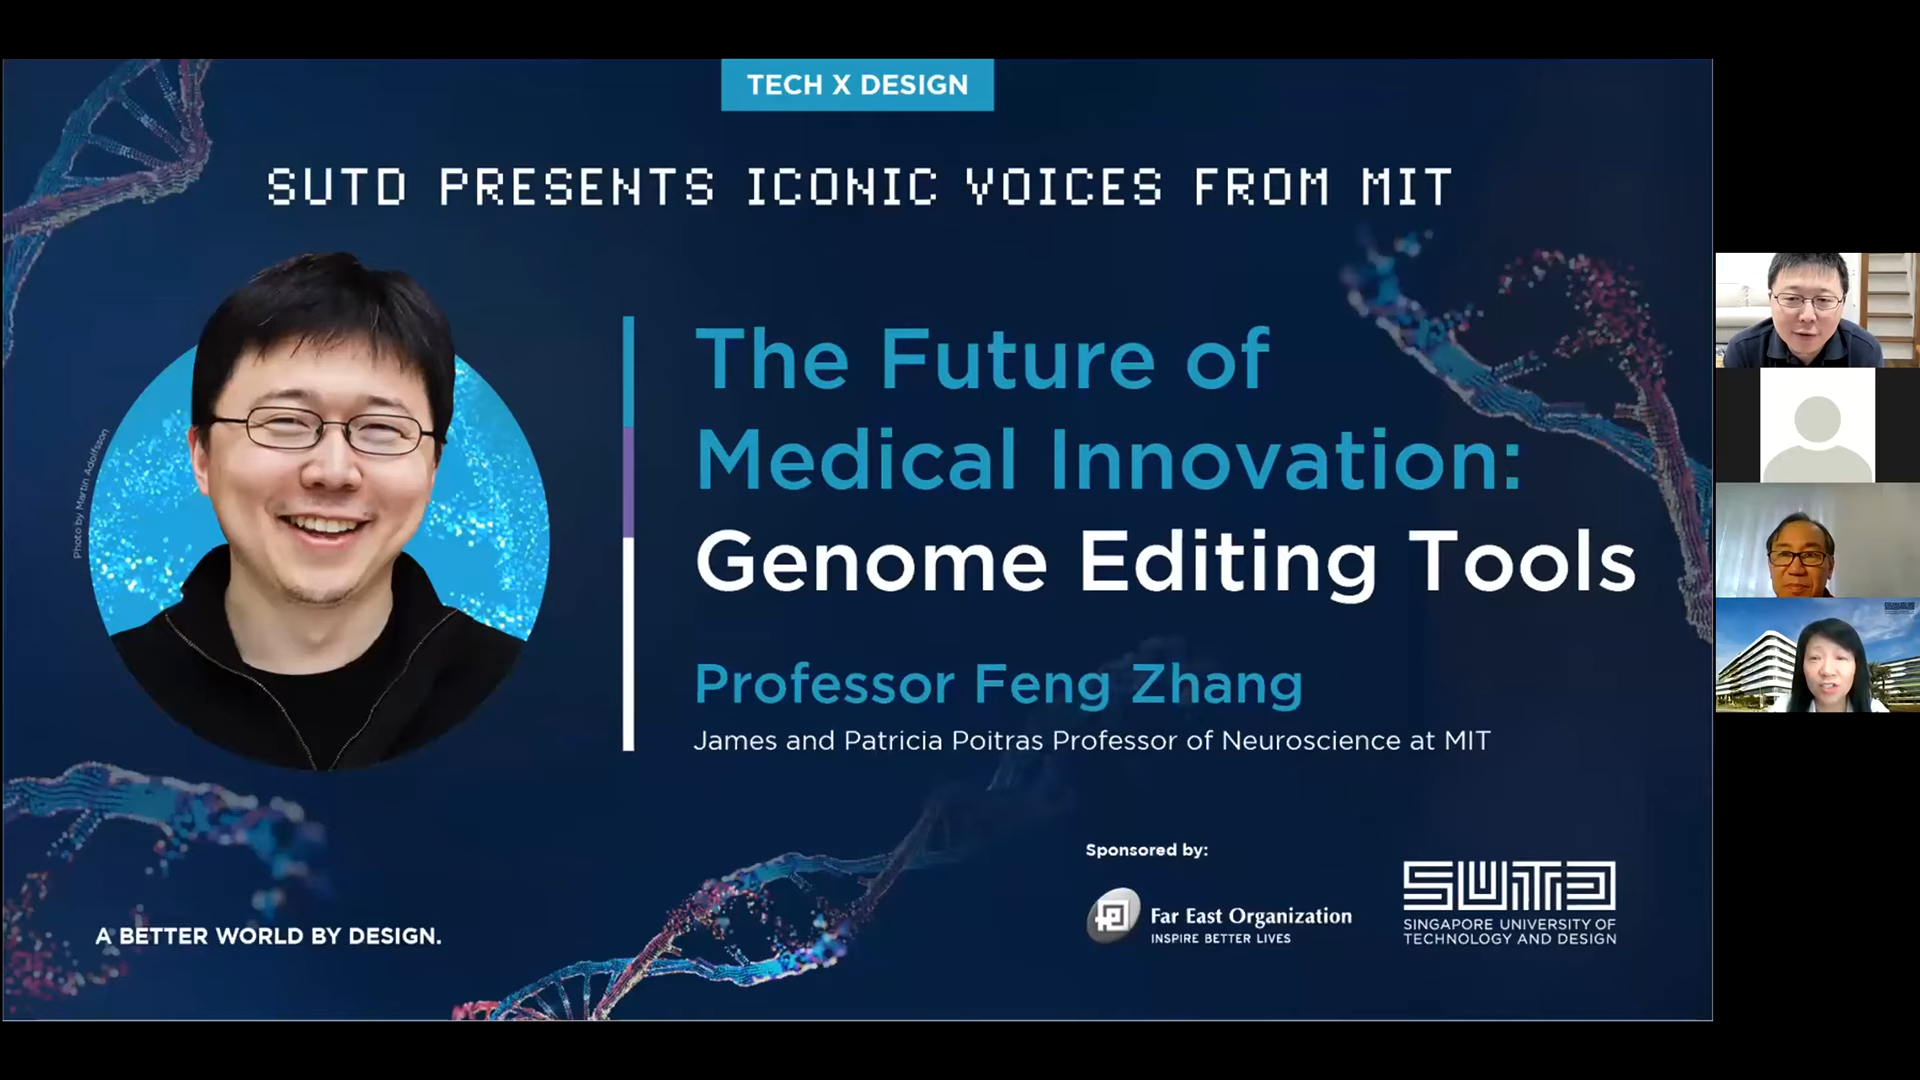 TECH X DESIGN
SUTD PRESENTS ICONIC VOICES FROM MIT
Photo by Martin Adolfsson
The Future of
Medical Innovation:
Genome Editing Tools
Professor Feng Zhang
James and Patricia Poitras Professor of Neuroscience at MIT
Sponsored by:
Far East Organization
INSPIRE BETTER LIVES
SUTD
SINGAPORE UNIVERSITY OF
TECHNOLOGY AND DESIGN
A BETTER WORLD BY DESIGN.